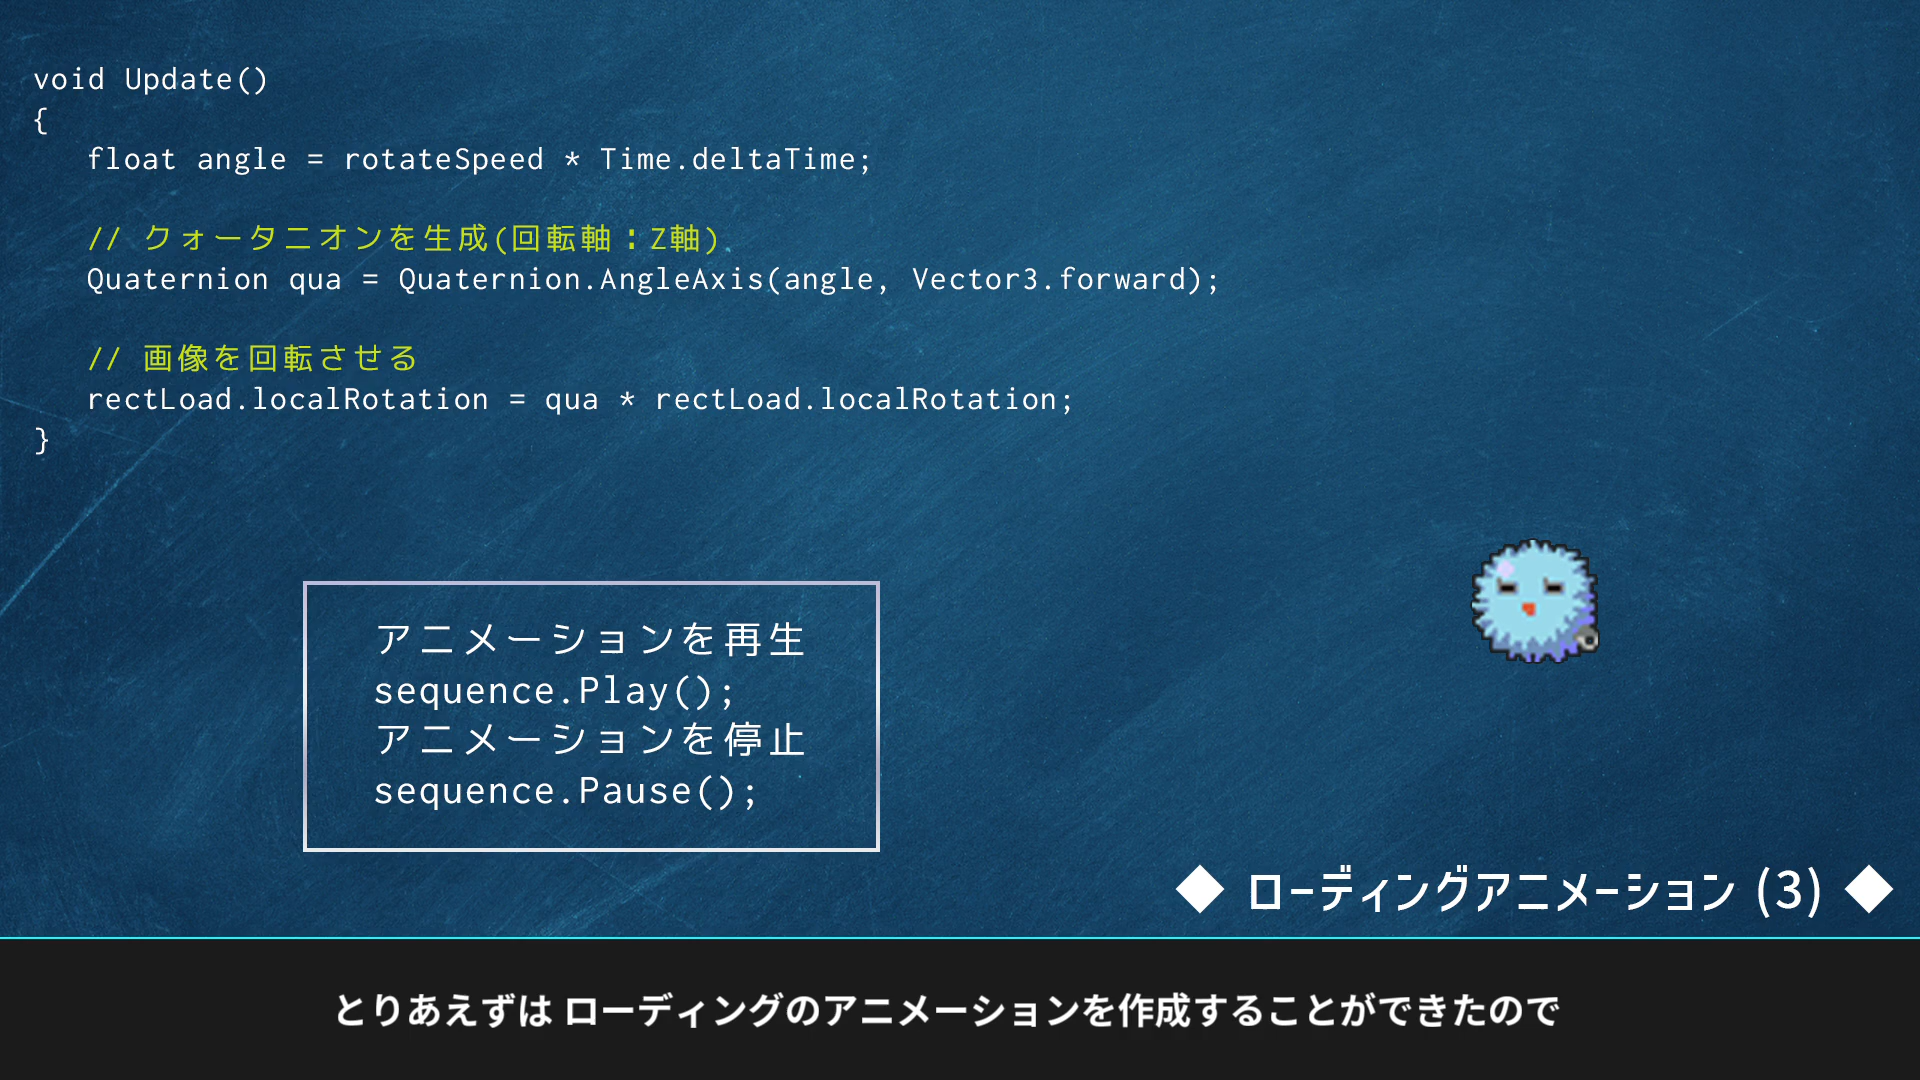 void Update()
{
float angle = rotateSpeed * Time.deltaTime;
// クォータニオンを生成(回転軸：Z軸)
Quaternion qua = Quaternion.AngleAxis(angle, Vector3.forward);
// 画像を回転させる
rectLoad.localRotation = qua * rectLoad.localRotation;
}
アニメーションを再生
sequence.Play();
アニメーションを停止
sequence.Pause();
◆ ローディングアニメーション (3) ◆
とりあえずは ローディングのアニメーションを作成することができたので